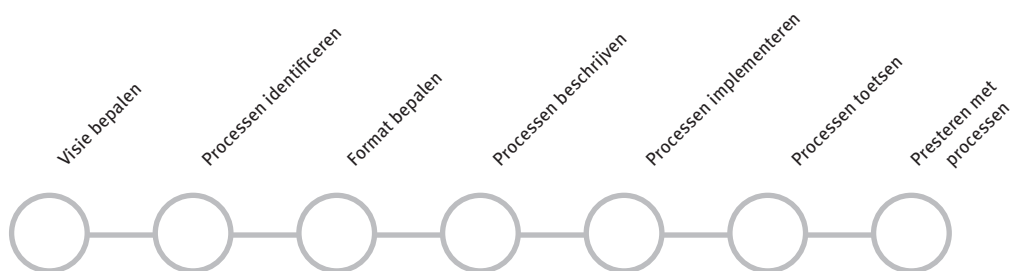 Visie bepalen
Processen identificeren
Format bepalen
Processen beschrijven
Processen implementeren
Processen toetsen
Presteren met
processen